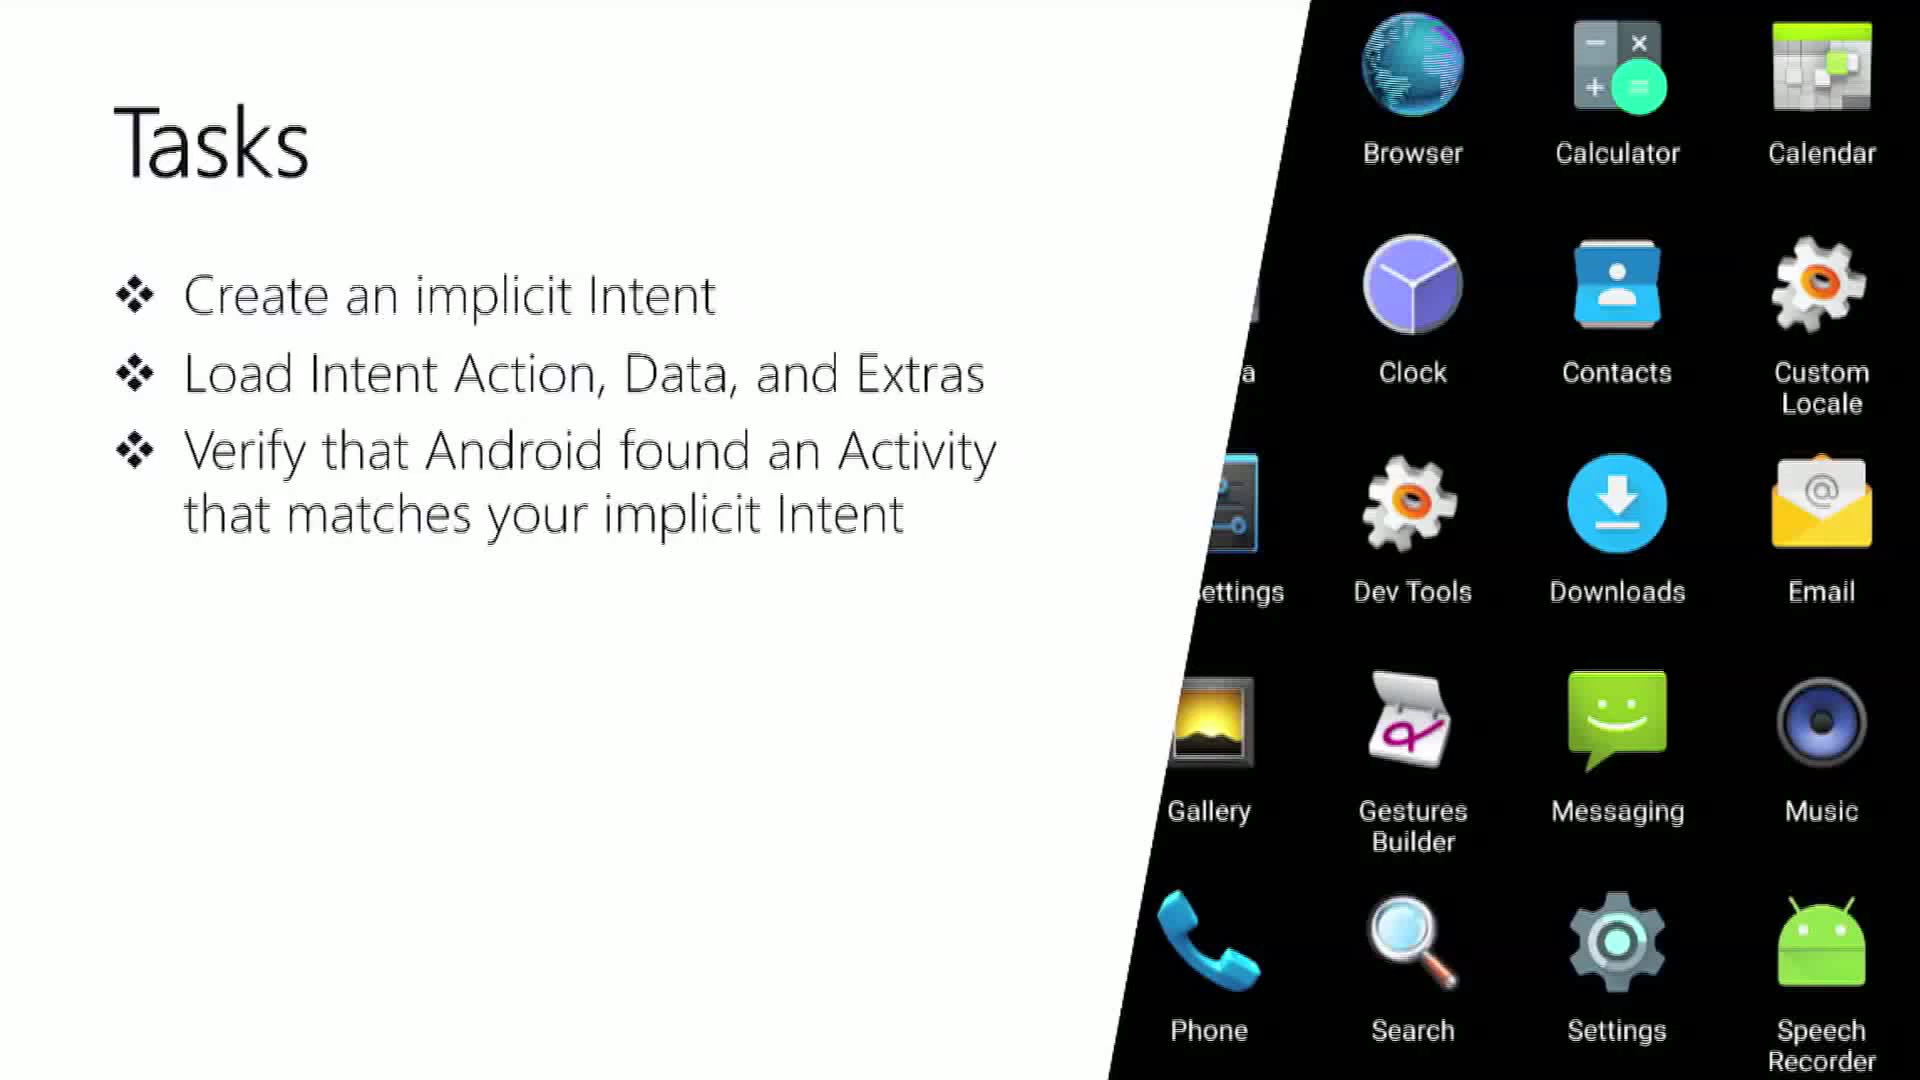 Tasks
❖ Create an implicit Intent
❖ Load Intent Action, Data, and Extras
❖ Verify that Android found an Activity
that matches your implicit Intent
Browser
Calculator
Calendar
a
Clock
Contacts
Custom
Locale
ettings
Dev Tools
Downloads
Email
Gallery
Gestures
Builder
Messaging
Music
Phone
Search
Settings
Speech
Recorder